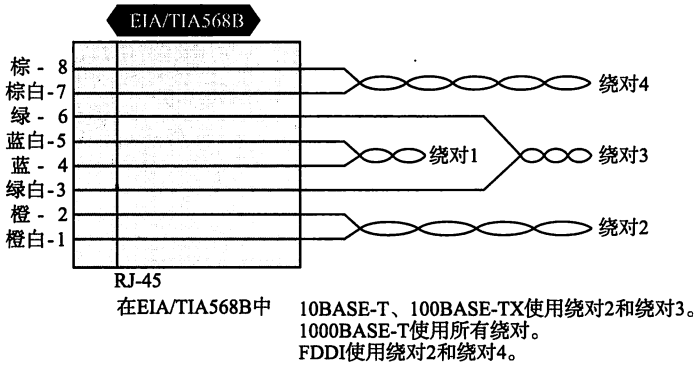 EIA/TIA568B
棕 - 8
棕白-7
绿 - 6
蓝白-5
蓝 - 4
绿白-3
橙 - 2
橙白-1
绕对4
绕对1
绕对3
绕对2
RJ-45
在EIA/TIA568B中
10BASE-T、100BASE-TX使用绕对2和绕对3。
1000BASE-T使用所有绕对。
FDDI使用绕对2和绕对4。